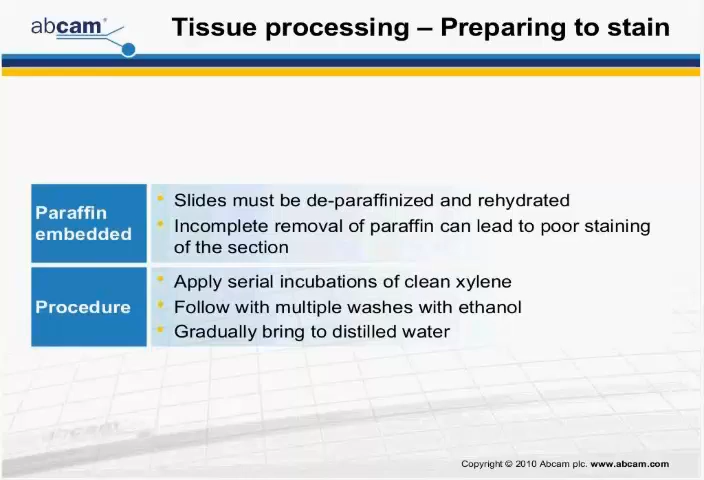 abcam®
Tissue processing – Preparing to stain
Paraffin
embedded
• Slides must be de-paraffinized and rehydrated
• Incomplete removal of paraffin can lead to poor staining
of the section
Procedure
• Apply serial incubations of clean xylene
• Follow with multiple washes with ethanol
• Gradually bring to distilled water
Copyright © 2010 Abcam plc. www.abcam.com